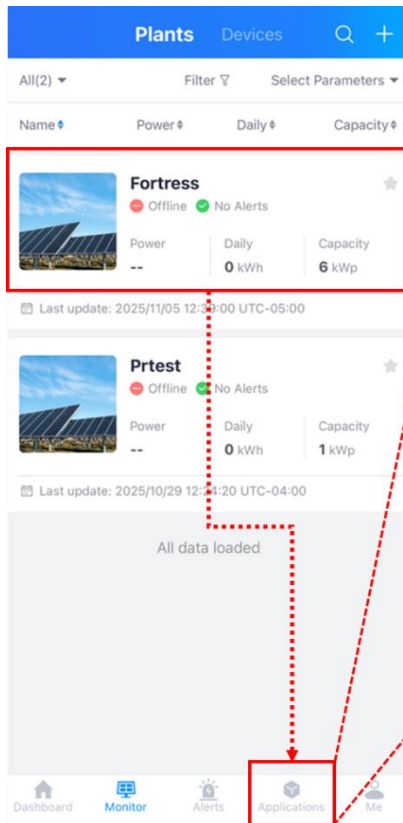 Plants Devices
All(2) Filter Select Parameters
Name Power Daily Capacity
Fortress
Offline No Alerts
Power Daily Capacity
-- 0 kWh 6 kWp
Last update: 2025/11/05 12:39:00 UTC-05:00
Prtest
Offline No Alerts
Power Daily Capacity
-- 0 kWh 1 kWp
Last update: 2025/10/29 12:24:20 UTC-04:00
All data loaded
Dashboard Monitor Alerts Applications Me